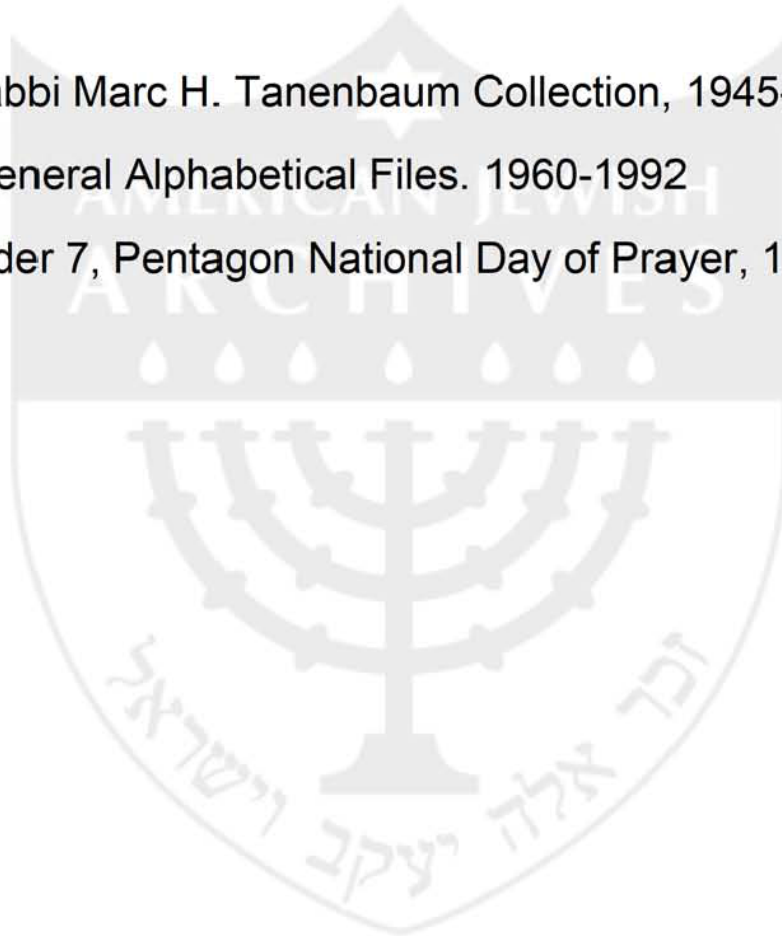 abbi Marc H. Tanenbaum Collection, 1945-
eneral Alphabetical Files. 1960-1992
AMERICAN JEWISH
der 7, Pentagon National Day of Prayer, 1
ARCHIVES
זכר אלה יעקב וישראל